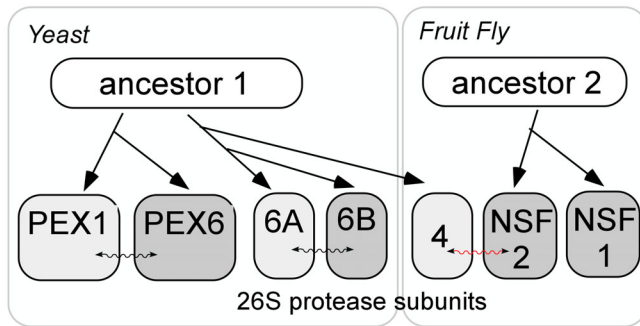 Yeast
Fruit Fly
ancestor 1
ancestor 2
PEX1
PEX6
6A
6B
4
NSF
2
NSF
1
26S protease subunits